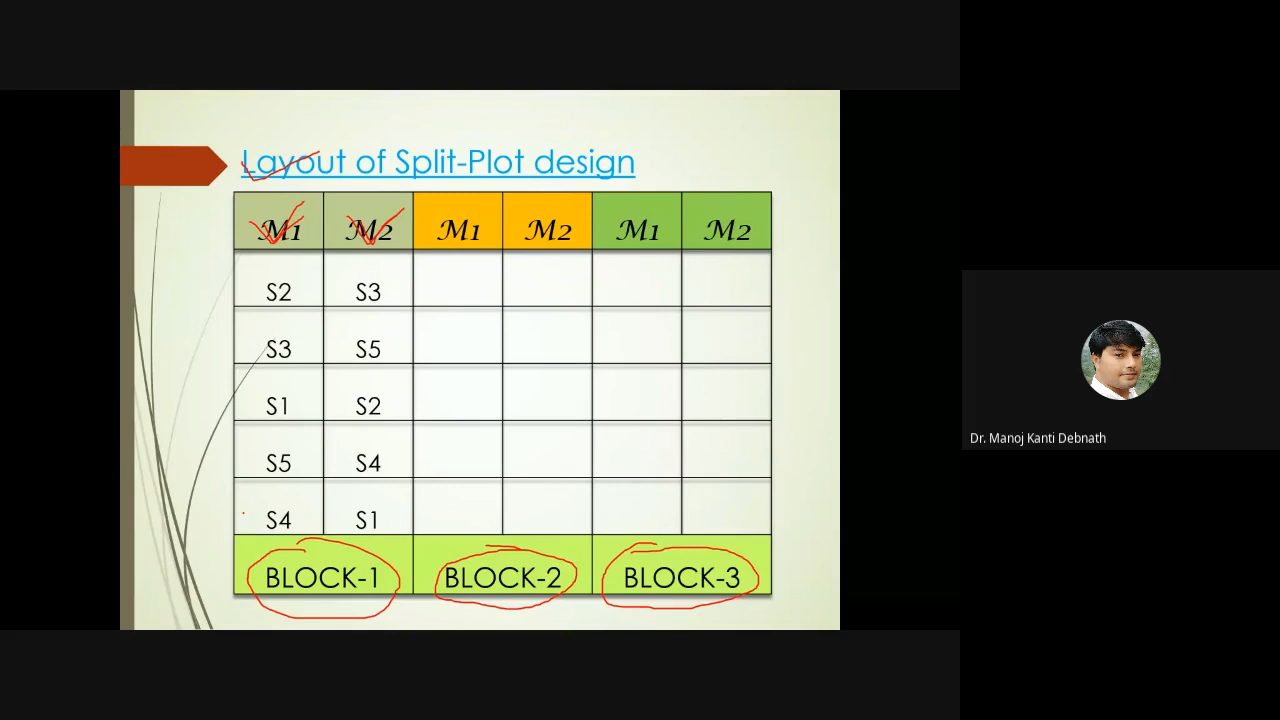 Layout of Split-Plot design
M1 M2 M1 M2 M1 M2
S2 S3
S3 S5
S1 S2
S5 S4
S4 S1
BLOCK-1 BLOCK-2 BLOCK-3
Dr. Manoj Kanti Debnath